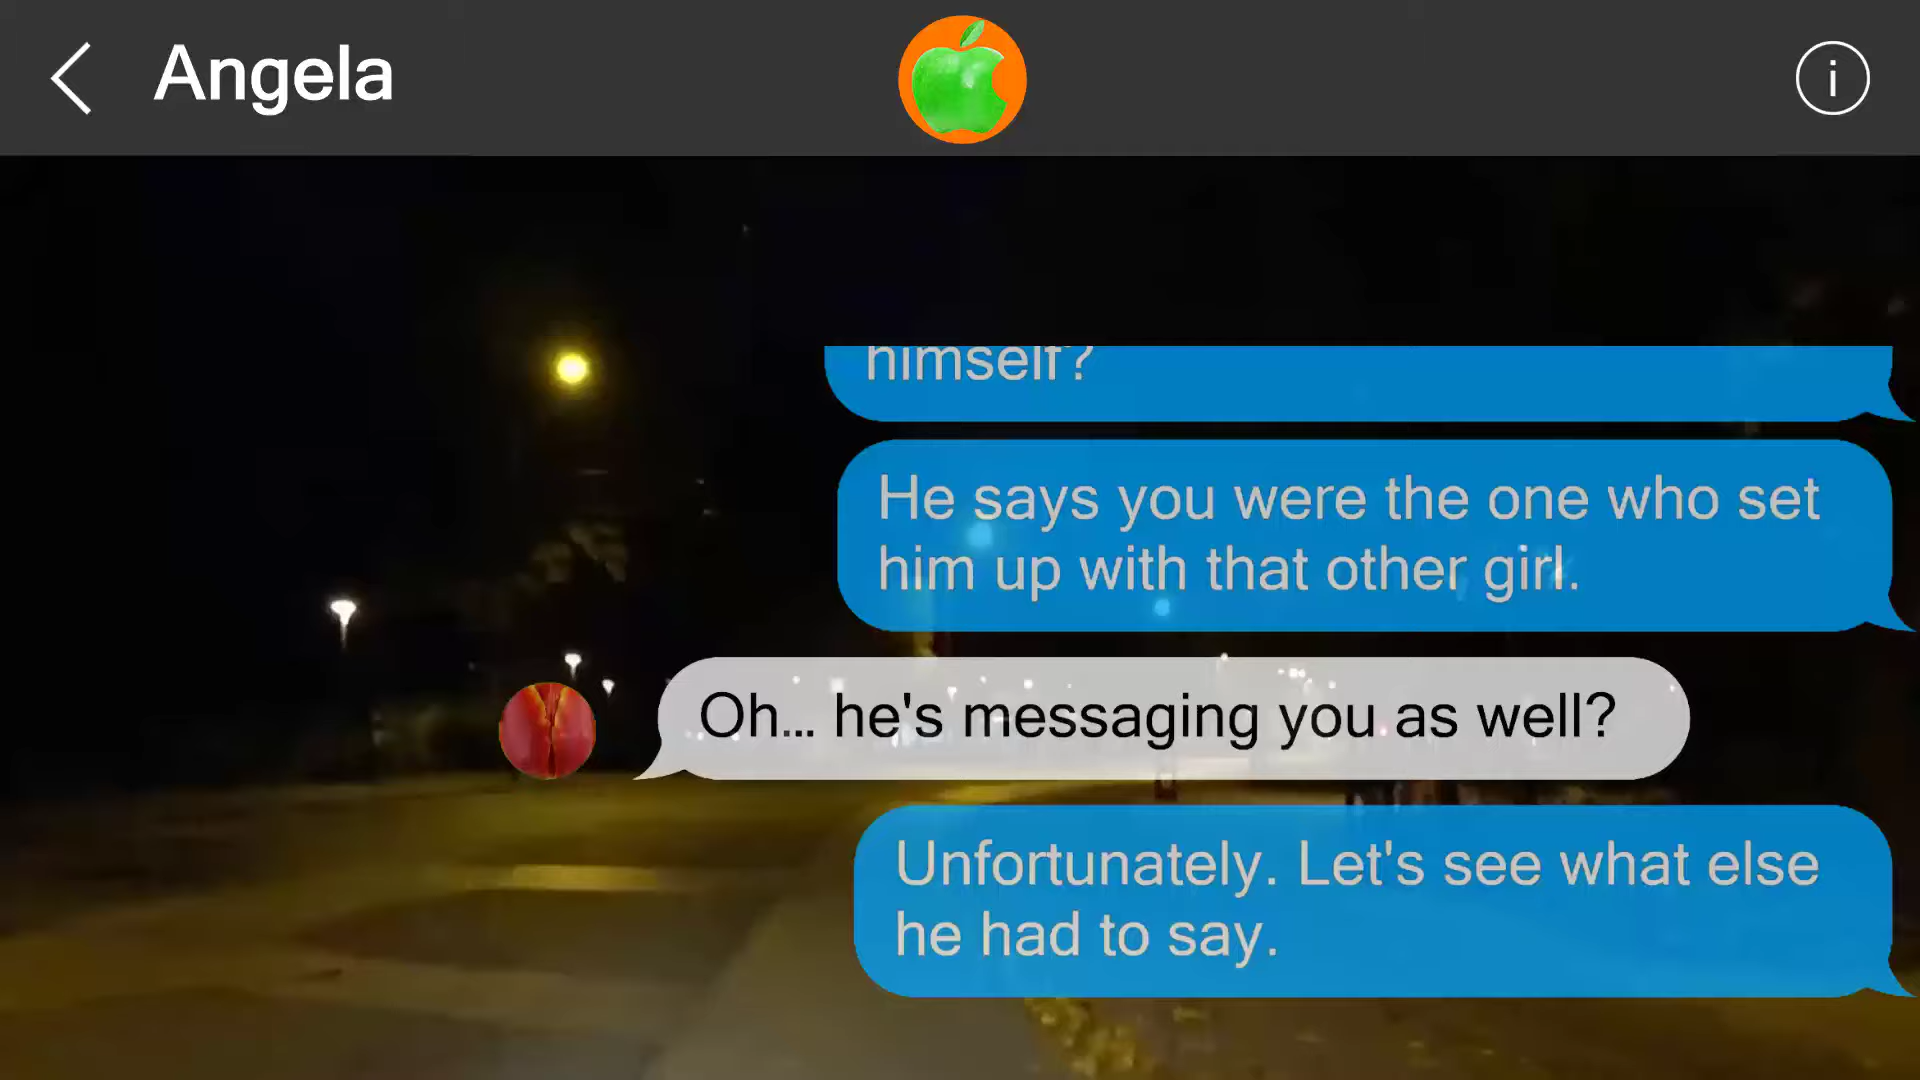 Angela
i
himself?
He says you were the one who set
him up with that other girl.
Oh... he's messaging you as well?
Unfortunately. Let's see what else
he had to say.